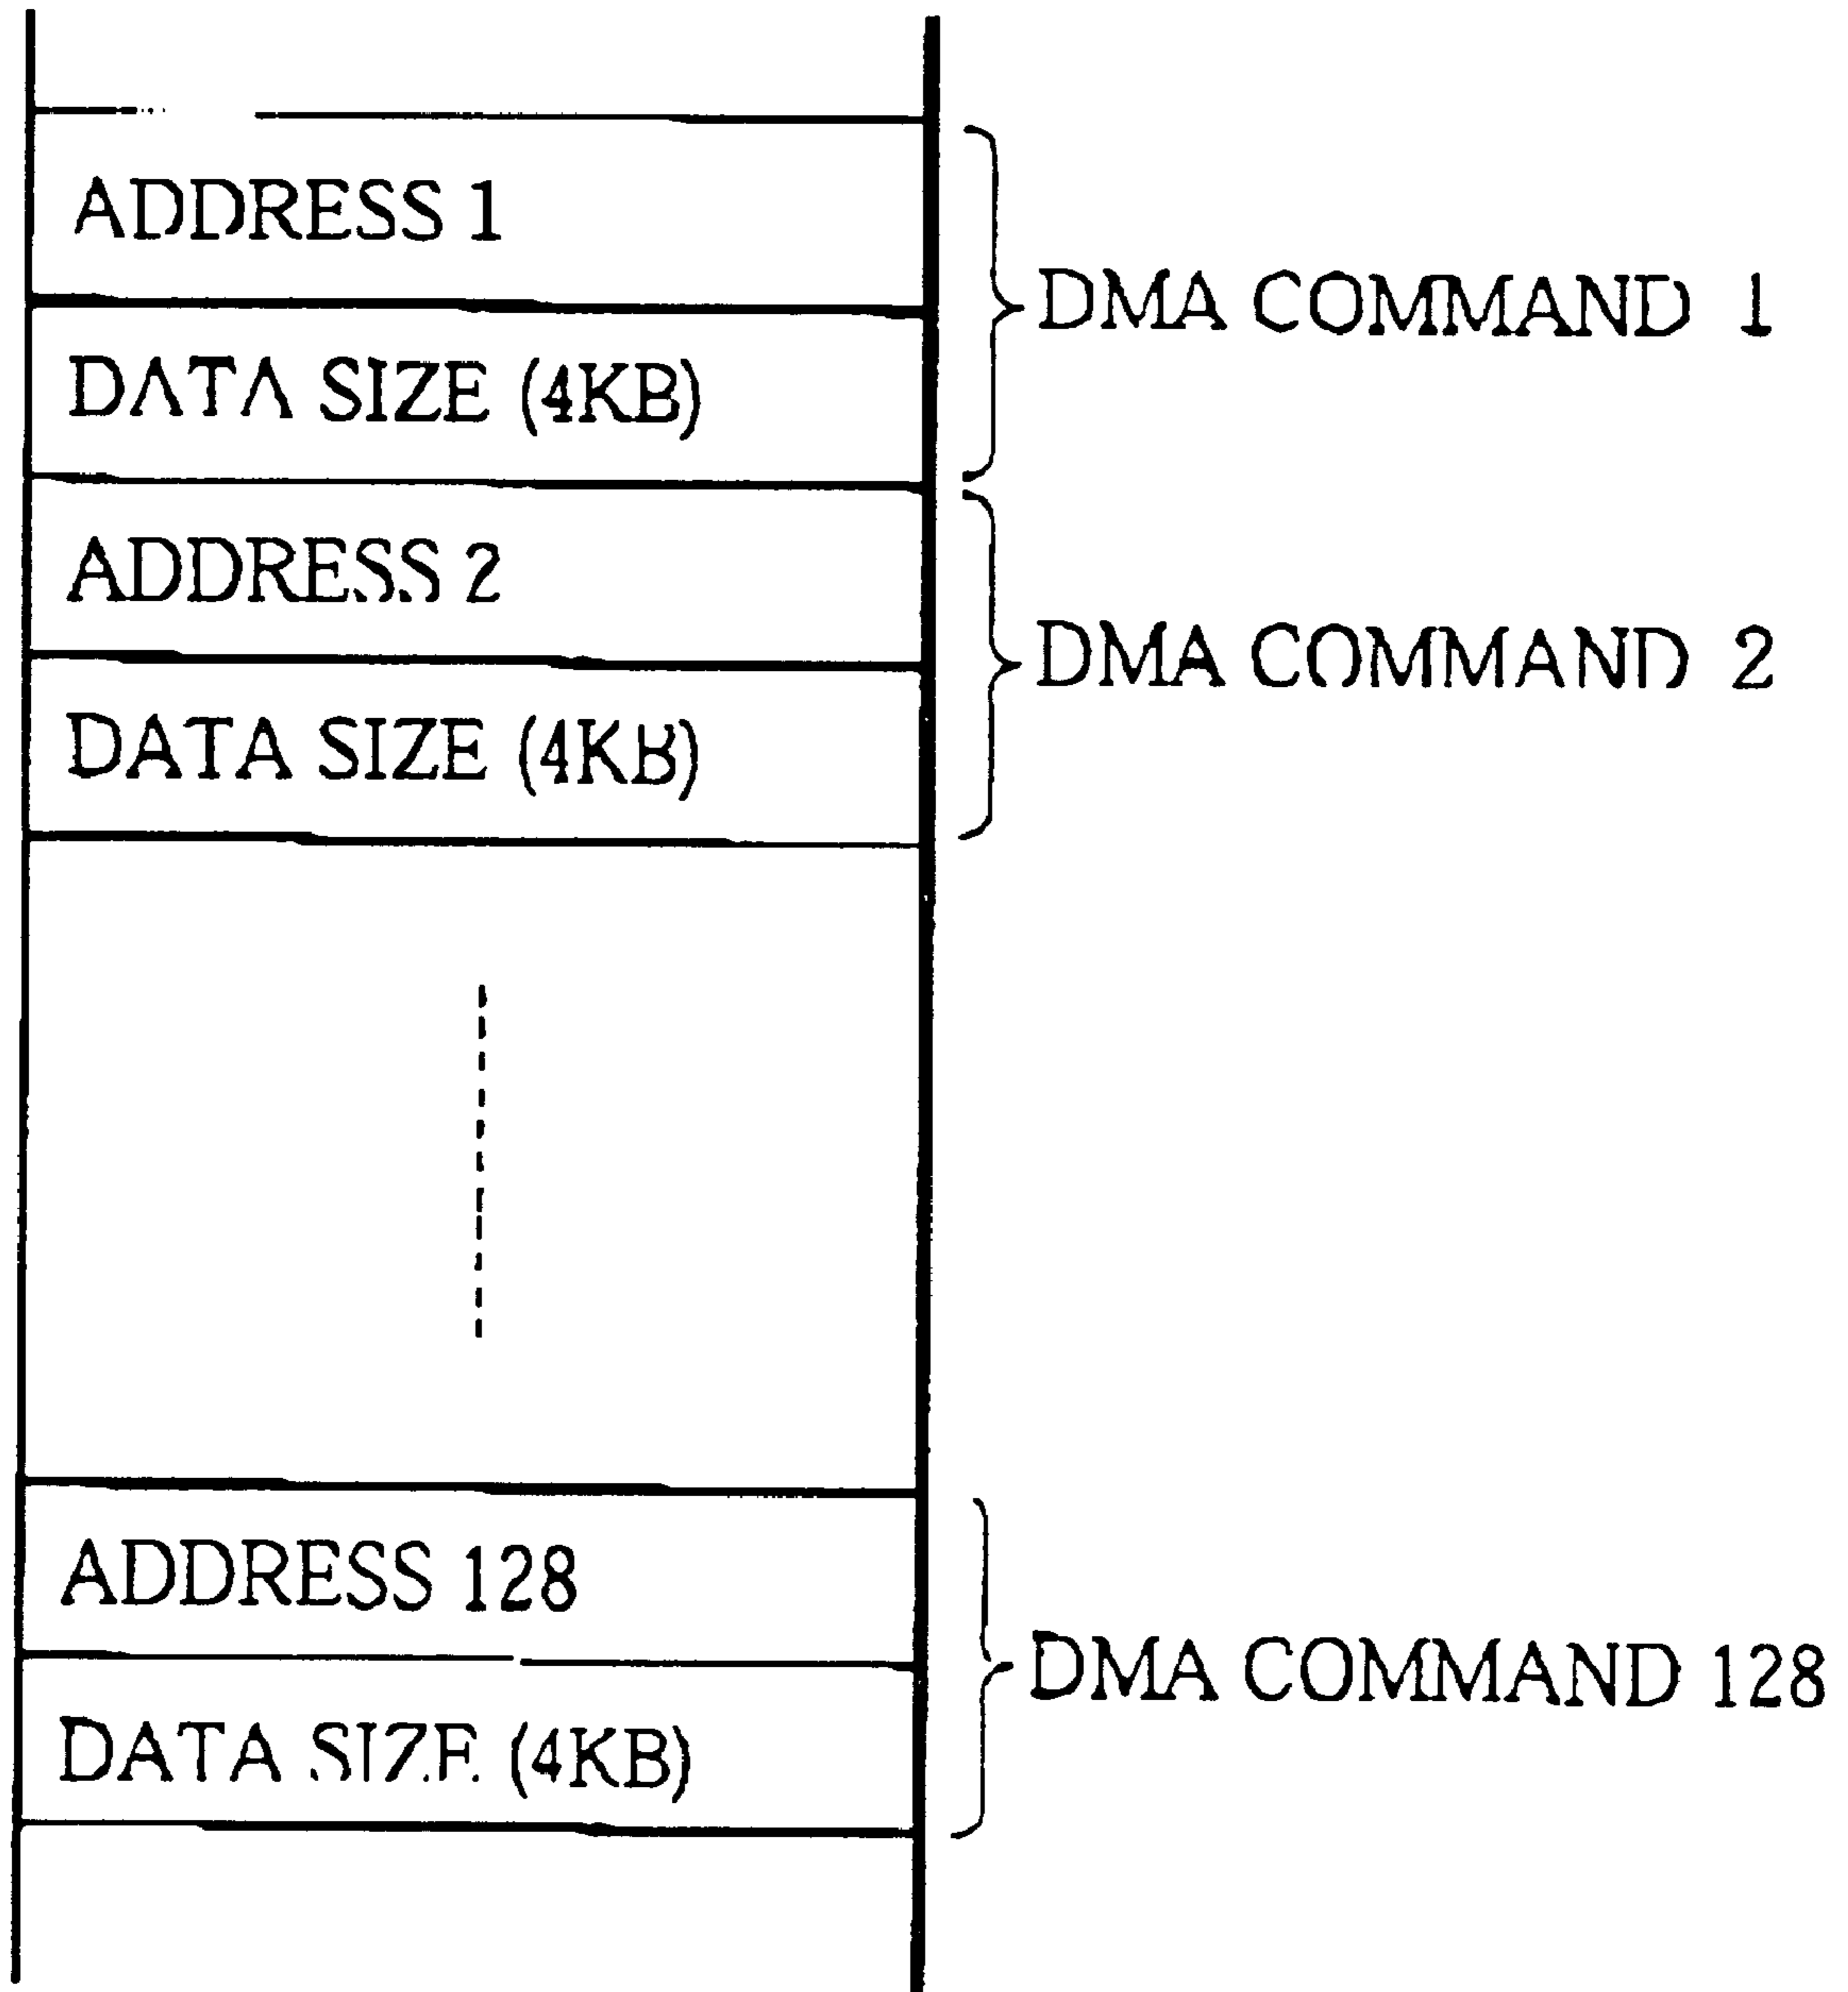 ADDRESS 1
DMA COMMAND 1
DATA SIZE (4KB)
ADDRESS 2
DMA COMMAND 2
DATA SIZE (4KB)
ADDRESS 128
DMA COMMAND 128
DATA SIZE (4KB)